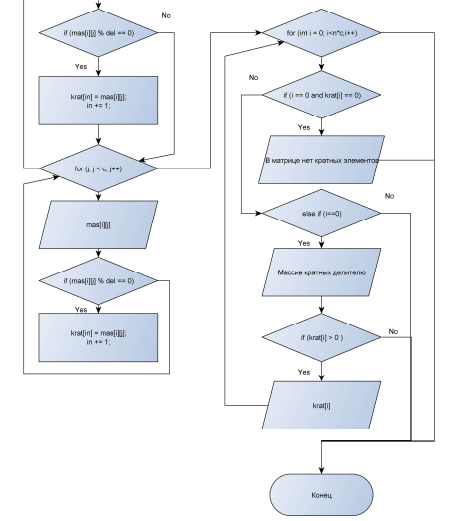 No
if (mas[i][j] % del == 0)
Yes
krat[in] = mas[i][j];
in += 1;
for (j, j < c, j++)
mas[i][j]
if (mas[i][j] % del == 0)
Yes
krat[in] = mas[i][j];
in += 1;
for (int i = 0; i<n*c;i++)
No
if (i == 0 and krat[i] == 0)
Yes
В матрице нет кратных элементов
No
else if (i==0)
Yes
Массив кратных делителю
if (krat[i] > 0 )
No
Yes
krat[i]
Конец